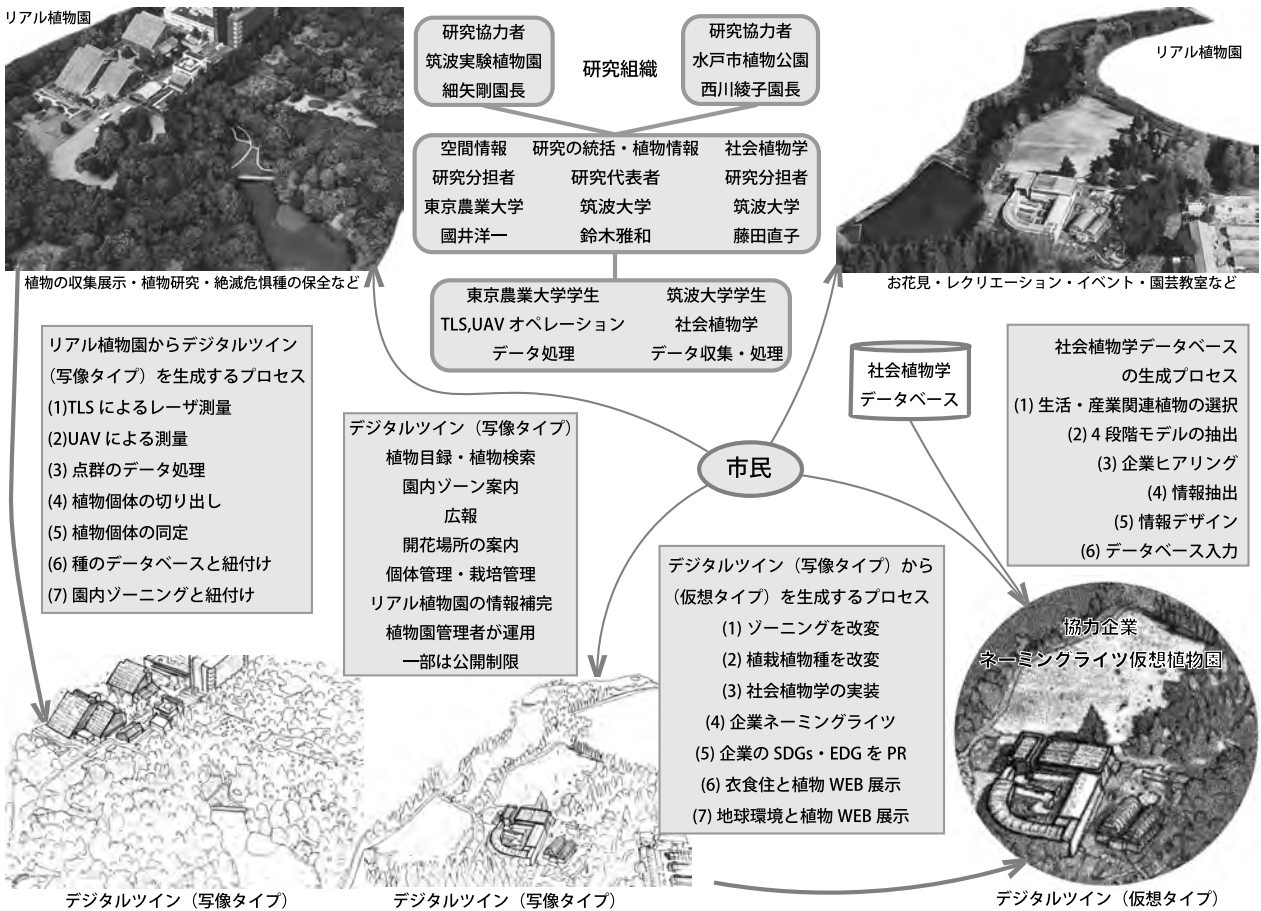 リアル植物園
研究協力者
筑波実験植物園
細矢剛園長
研究組織
研究協力者
水戸市植物公園
西川綾子園長
リアル植物園
空間情報
研究分担者
東京農業大学
國井洋一
研究の統括・植物情報
研究代表者
筑波大学
鈴木雅和
社会植物学
研究分担者
筑波大学
藤田直子
植物の収集展示・植物研究・絶滅危惧種の保全など
お花見・レクリエーション・イベント・園芸教室など
東京農業大学学生
TLS,UAV オペレーション
データ処理
筑波大学学生
社会植物学
データ収集・処理
リアル植物園からデジタルツイン
（写像タイプ）を生成するプロセス
(1)TLS によるレーザ測量
(2)UAV による測量
(3) 点群のデータ処理
(4) 植物個体の切り出し
(5) 植物個体の同定
(6) 種のデータベースと紐付け
(7) 園内ゾーニングと紐付け
デジタルツイン（写像タイプ）
植物目録・植物検索
園内ゾーン案内
広報
開花場所の案内
個体管理・栽培管理
リアル植物園の情報補完
植物園管理者が運用
一部は公開制限
市民
社会植物学
データベース
社会植物学データベース
の生成プロセス
(1) 生活・産業関連植物の選択
(2) 4 段階モデルの抽出
(3) 企業ヒアリング
(4) 情報抽出
(5) 情報デザイン
(6) データベース入力
デジタルツイン（写像タイプ）から
（仮想タイプ）を生成するプロセス
(1) ゾーニングを改変
(2) 植栽植物種を改変
(3) 社会植物学の実装
(4) 企業ネーミングライツ
(5) 企業の SDGs・EDG を PR
(6) 衣食住と植物 WEB 展示
(7) 地球環境と植物 WEB 展示
協力企業
ネーミングライツ仮想植物園
デジタルツイン（写像タイプ）
デジタルツイン（写像タイプ）
デジタルツイン（仮想タイプ）